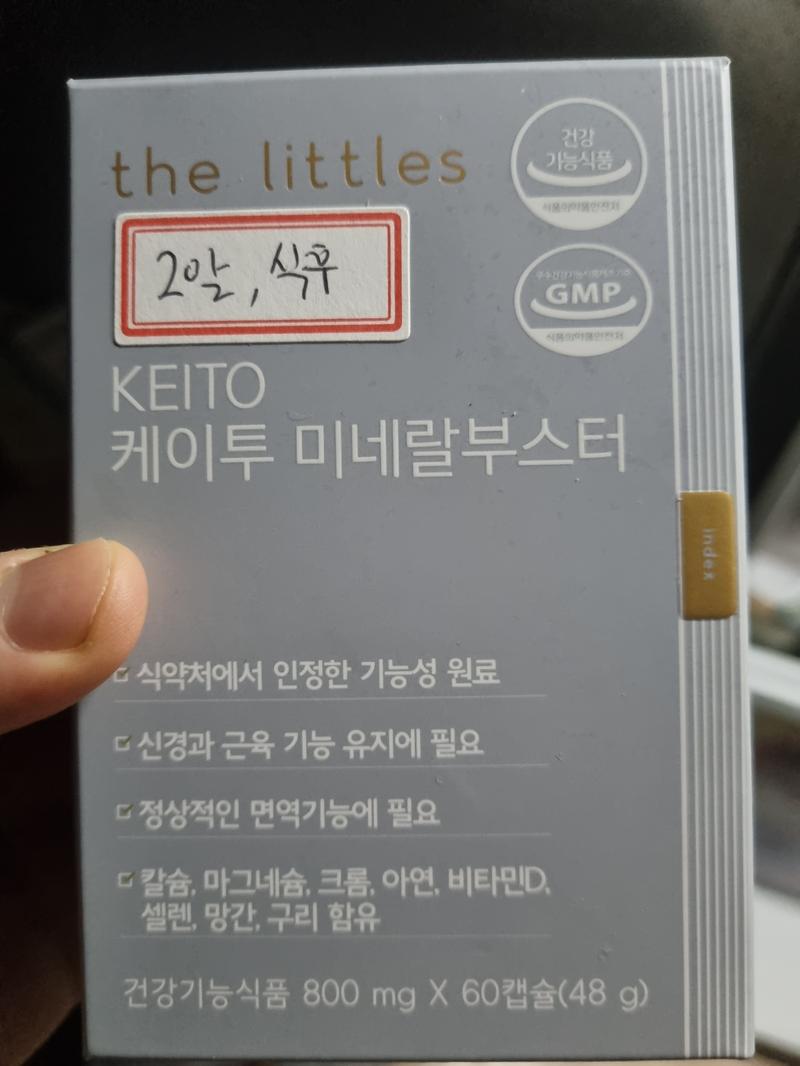 the littles
건강
기능식품
식품의약품안전처
2알, 식후
GMP
식품의약품안전처
KEITO
케이투 미네랄부스터
index
식약처에서 인정한 기능성 원료
신경과 근육 기능 유지에 필요
정상적인 면역기능에 필요
칼슘, 마그네슘, 크롬, 아연, 비타민D,
셀렌, 망간, 구리 함유
건강기능식품 800 mg X 60캡슐(48 g)